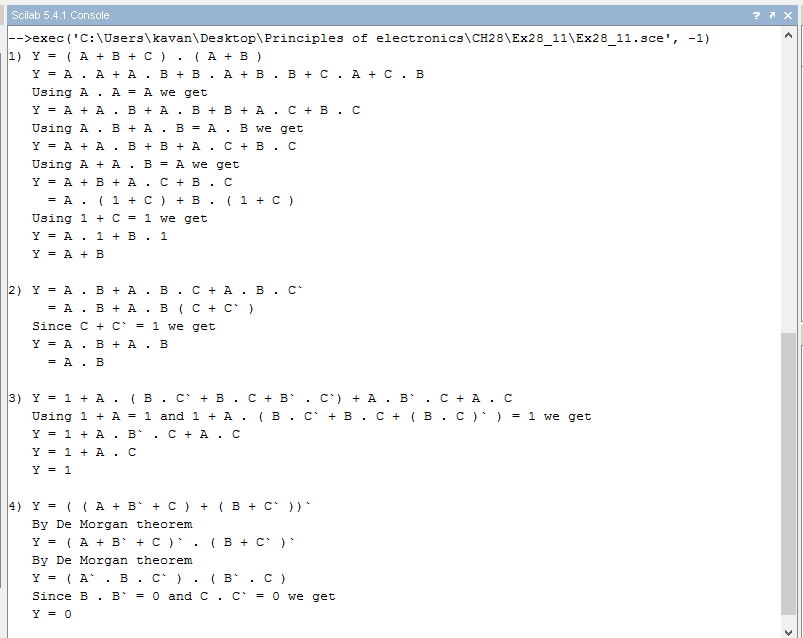 Scilab 5.4.1 Console
-->exec('C:\Users\kavan\Desktop\Principles of electronics\CH28\Ex28_11\Ex28_11.sce', -1)
1) Y = ( A + B + C ) . ( A + B )
Y = A . A + A . B + B . A + B . B + C . A + C . B
Using A . A = A we get
Y = A + A . B + A . B + B + A . C + B . C
Using A . B + A . B = A . B we get
Y = A + A . B + B + A . C + B . C
Using A + A . B = A we get
Y = A + B + A . C + B . C
= A . ( 1 + C ) + B . ( 1 + C )
Using 1 + C = 1 we get
Y = A . 1 + B . 1
Y = A + B
2) Y = A . B + A . B . C + A . B . C`
= A . B + A . B ( C + C` )
Since C + C` = 1 we get
Y = A . B + A . B
= A . B
3) Y = 1 + A . ( B . C` + B . C + B` . C`) + A . B` . C + A . C
Using 1 + A = 1 and 1 + A . ( B . C` + B . C + ( B . C )` ) = 1 we get
Y = 1 + A . B` . C + A . C
Y = 1 + A . C
Y = 1
4) Y = ( ( A + B` + C ) + ( B + C` ))`
By De Morgan theorem
Y = ( A + B` + C )` . ( B + C` )`
By De Morgan theorem
Y = ( A` . B . C` ) . ( B` . C )
Since B . B` = 0 and C . C` = 0 we get
Y = 0